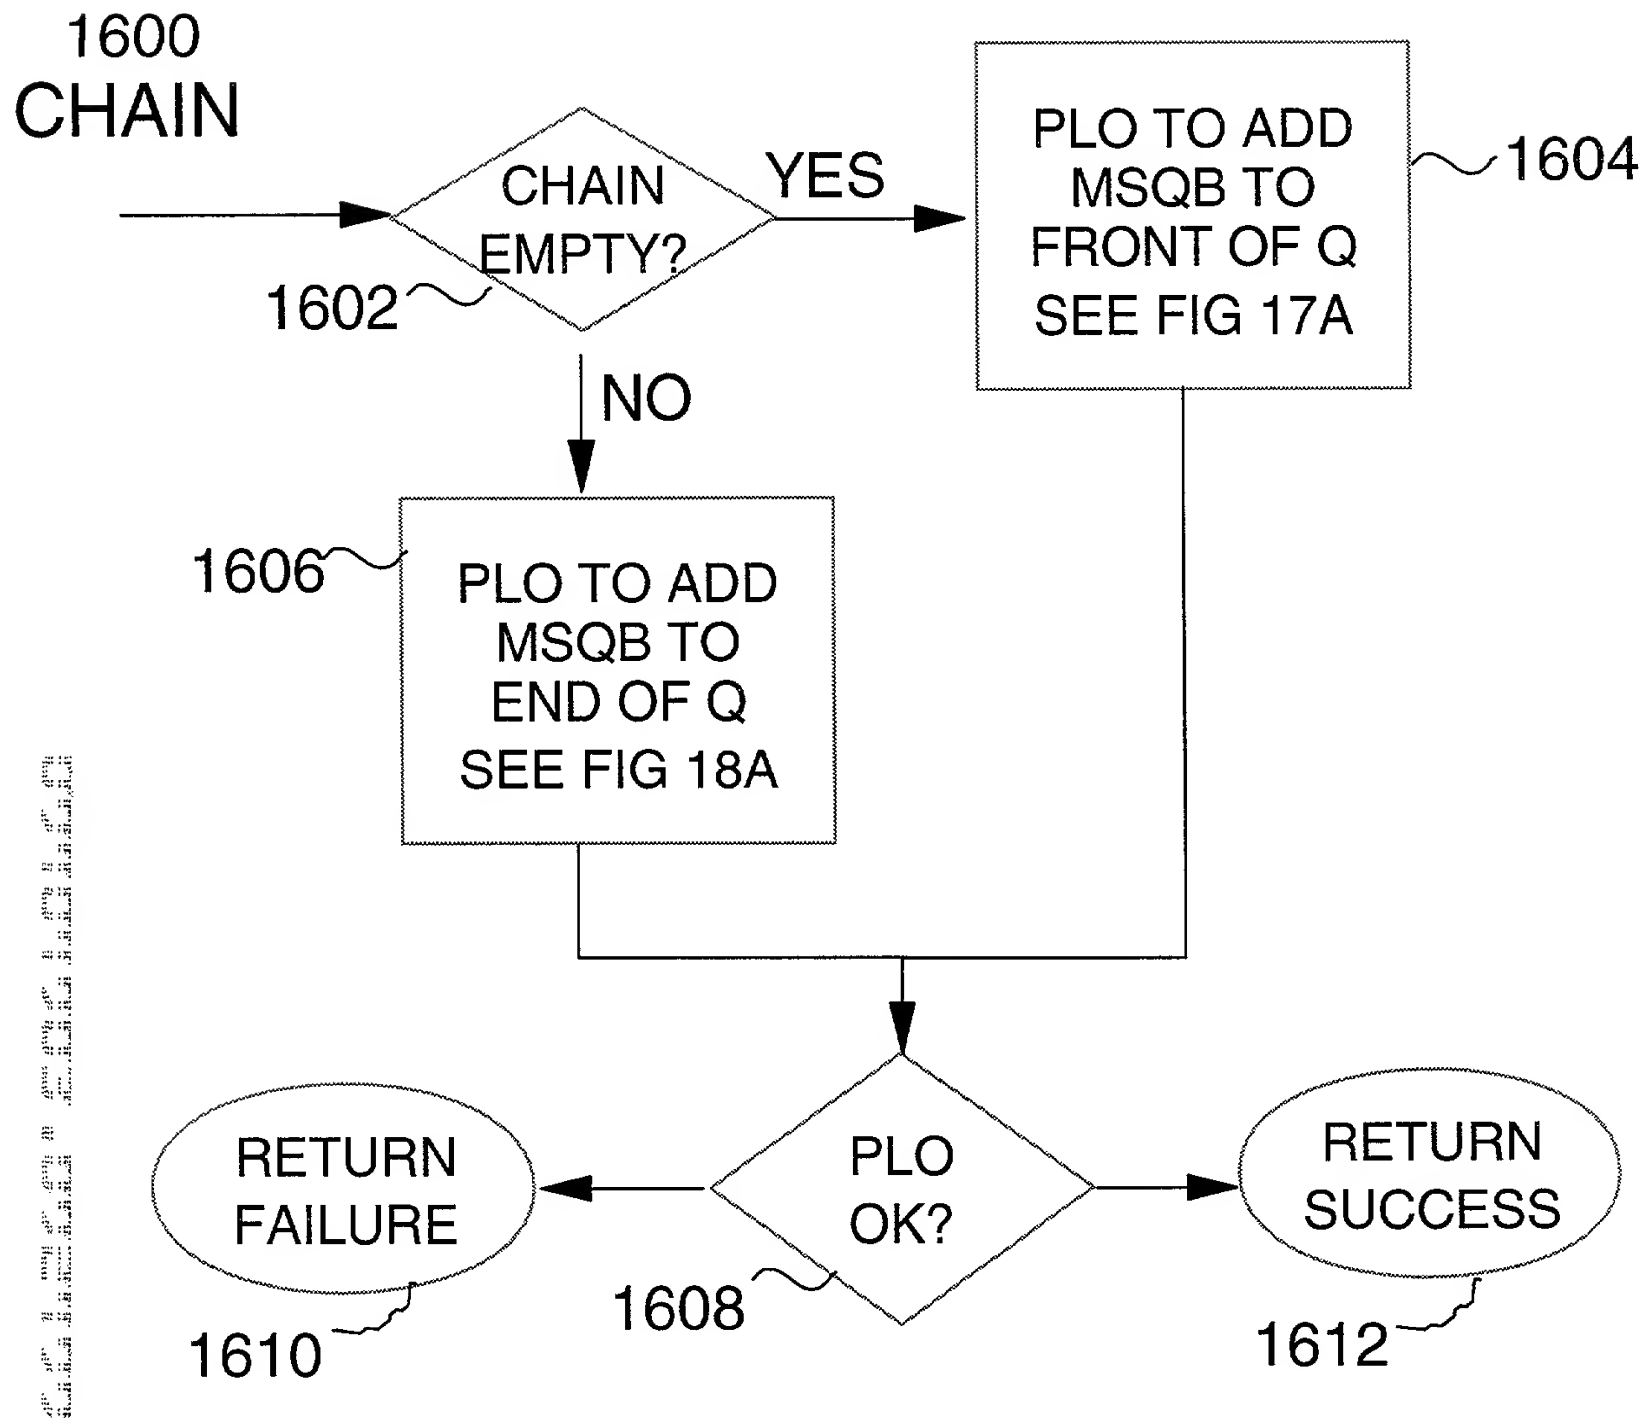 1600
CHAIN
CHAIN
EMPTY?
YES
1602
PLO TO ADD
MSQB TO
FRONT OF Q
SEE FIG 17A
1604
NO
1606
PLO TO ADD
MSQB TO
END OF Q
SEE FIG 18A
PLO
OK?
1608
RETURN
FAILURE
1610
RETURN
SUCCESS
1612